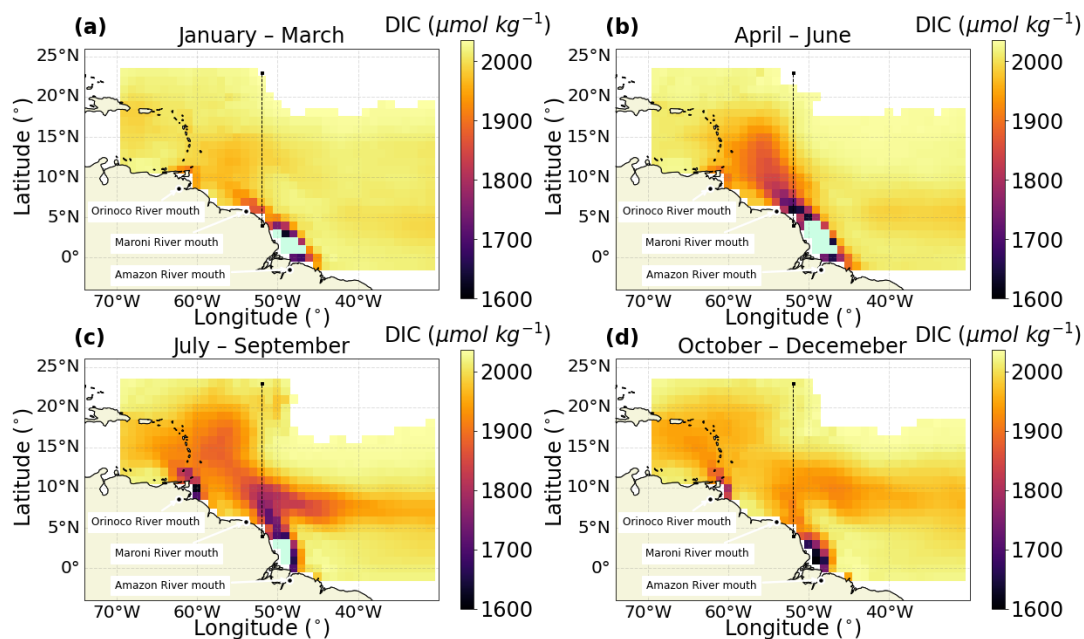 (a)
January – March
DIC (μmol kg⁻¹)
25°N
20°N
15°N
10°N
5°N
0°
Latitude (°)
Orinoco River mouth
Maroni River mouth
Amazon River mouth
70°W 60°W 50°W 40°W
Longitude (°)
2000
1900
1800
1700
1600
(b)
April – June
DIC (μmol kg⁻¹)
25°N
20°N
15°N
10°N
5°N
0°
Latitude (°)
Orinoco River mouth
Maroni River mouth
Amazon River mouth
70°W 60°W 50°W 40°W
Longitude (°)
2000
1900
1800
1700
1600
(c)
July – September
DIC (μmol kg⁻¹)
25°N
20°N
15°N
10°N
5°N
0°
Latitude (°)
Orinoco River mouth
Maroni River mouth
Amazon River mouth
70°W 60°W 50°W 40°W
Longitude (°)
2000
1900
1800
1700
1600
(d)
October – Decemeber
DIC (μmol kg⁻¹)
25°N
20°N
15°N
10°N
5°N
0°
Latitude (°)
Orinoco River mouth
Maroni River mouth
Amazon River mouth
70°W 60°W 50°W 40°W
Longitude (°)
2000
1900
1800
1700
1600